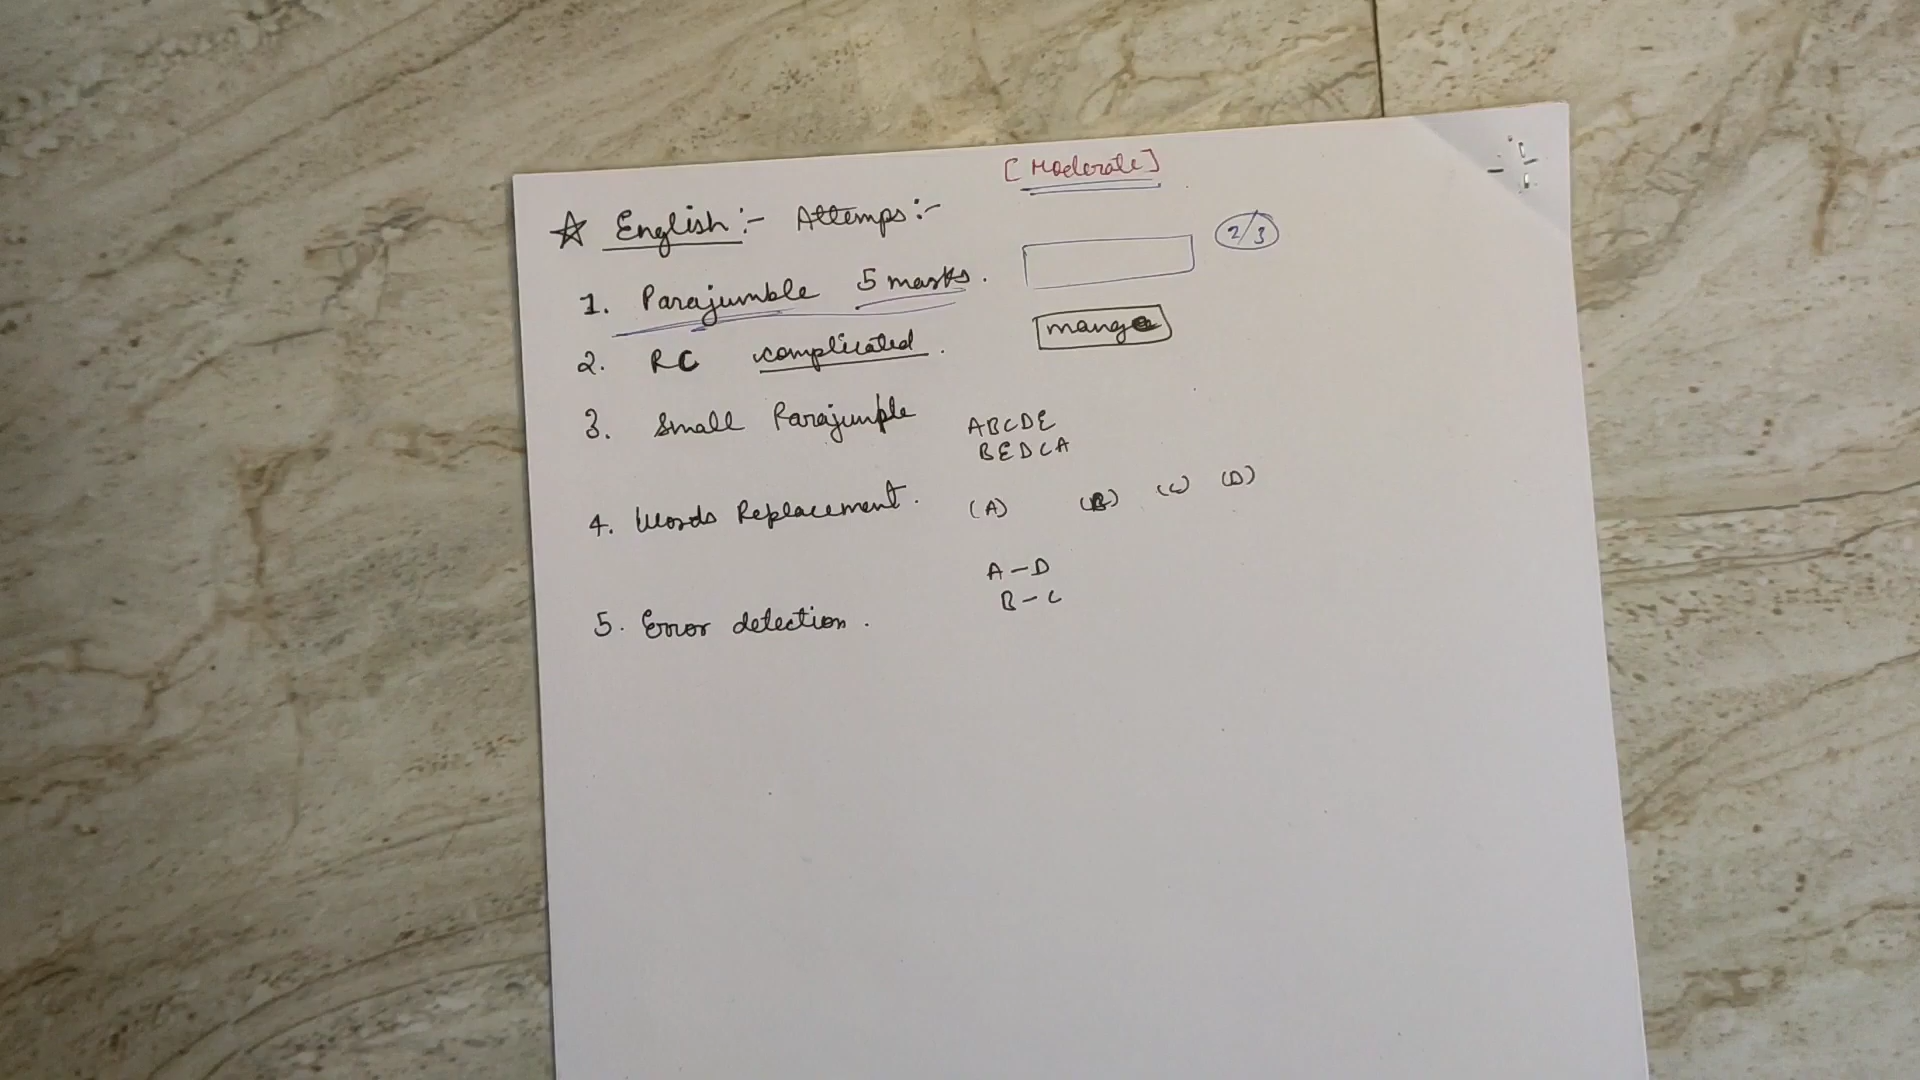 [Moderate]
☆ English:- Attemps:-
2/3
1. Parajumble 5 marks.
2. RC complicated.
3. Small Parajumple
ABCDE
BEDCA
4. Words Replacement. (A) (B) (C) (D)
A-D
B-C
5. Error detection.